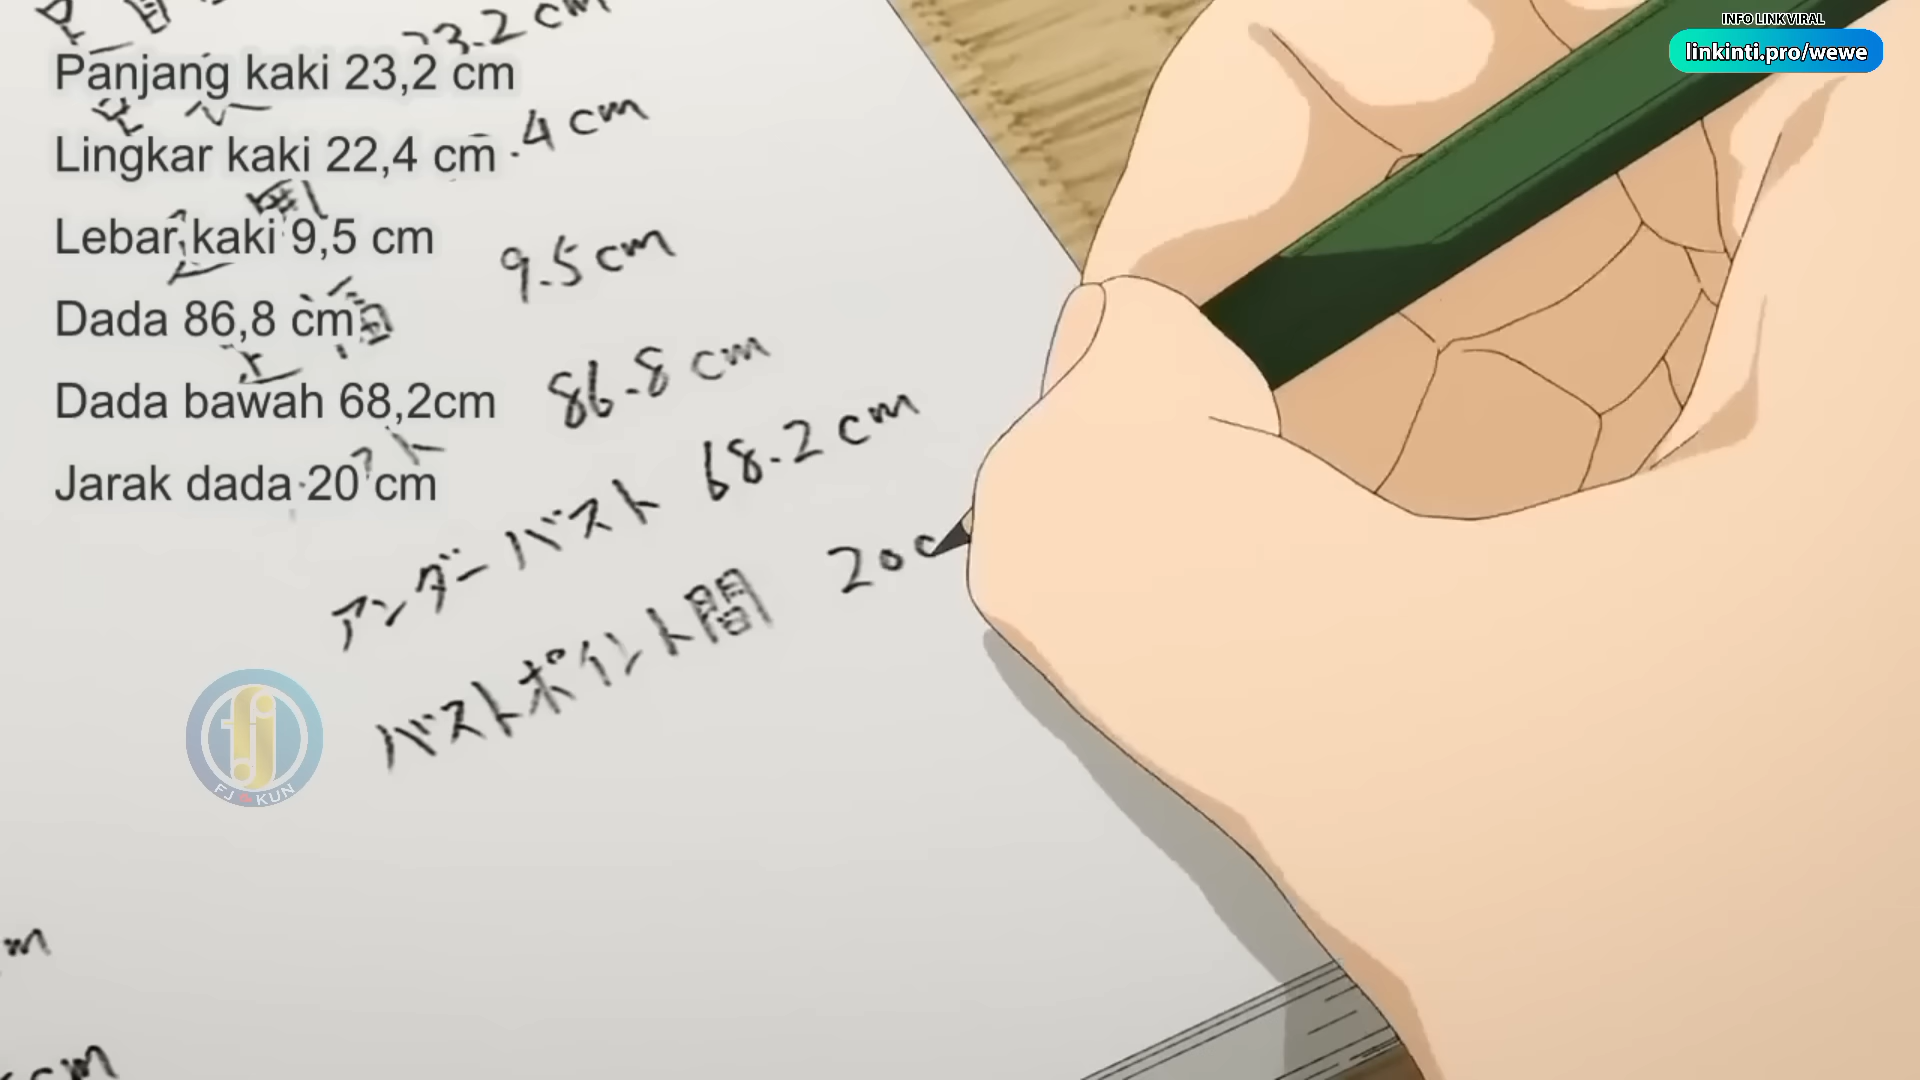 INFO LINK VIRAL
linkinti.pro/wewe
23.2 cm
Panjang kaki 23,2 cm
.4 cm
Lingkar kaki 22,4 cm
9.5 cm
Lebar kaki 9,5 cm
Dada 86,8 cm
86.8 cm
Dada bawah 68,2cm
Jarak dada 20 cm
アンダーバスト 68.2 cm
バストポイント間 20c
FJ KUN
m
cm